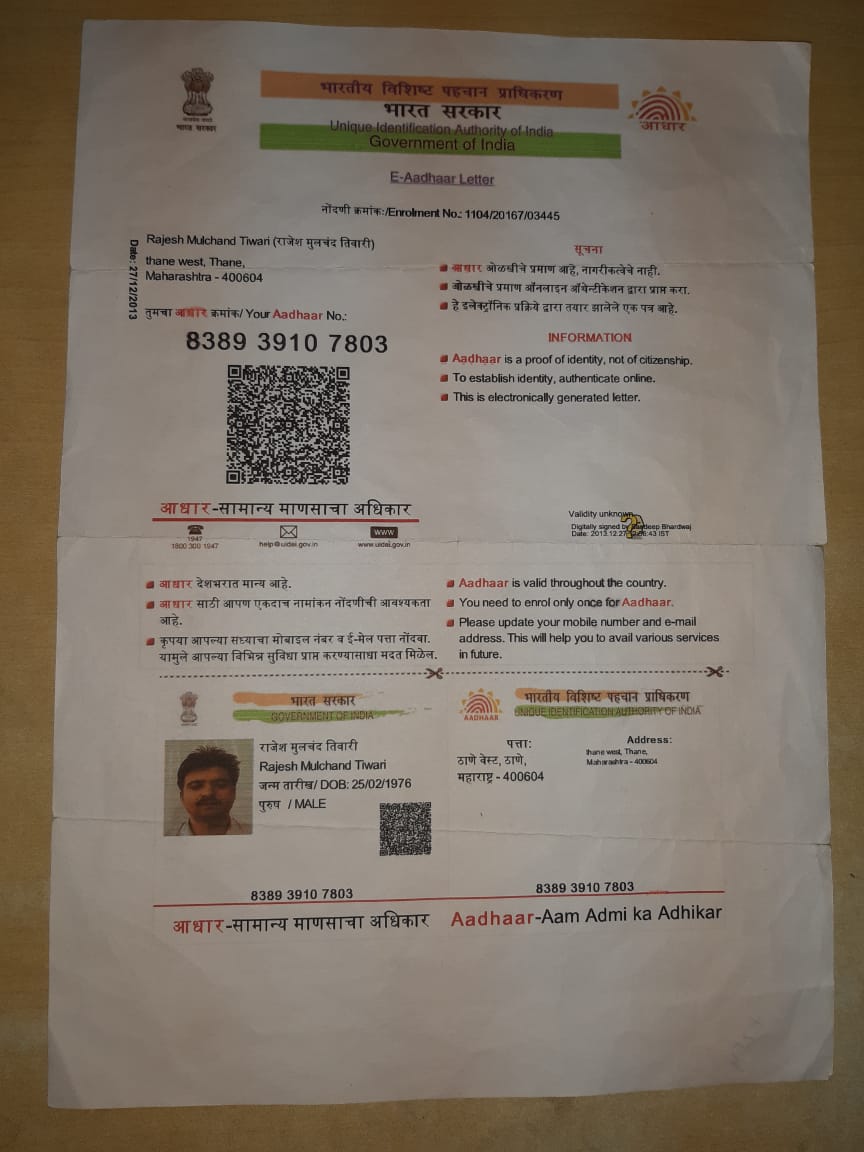 भारतीय विशिष्ट पहचान प्राधिकरण
भारत सरकार
Unique Identification Authority of India
Government of India
भारत सरकार
आधार
E-Aadhaar Letter
नोंदणी क्रमांक:/Enrolment No.: 1104/20167/03445
Date: 27/12/2013
Rajesh Mulchand Tiwari (राजेश मुलचंद तिवारी)
thane west, Thane,
Maharashtra - 400604
तुमचा आधार क्रमांक/ Your Aadhaar No.:
8389 3910 7803
सूचना
आधार ओळखीचे प्रमाण आहे, नागरीकत्वेचे नाही.
ओळखीचे प्रमाण ऑनलाइन ऑथेन्टीकेशन द्वारा प्राप्त करा.
हे इलेक्ट्रॉनिक प्रक्रिये द्वारा तयार झालेले एक पत्र आहे.
INFORMATION
Aadhaar is a proof of identity, not of citizenship.
To establish identity, authenticate online.
This is electronically generated letter.
आधार-सामान्य माणसाचा अधिकार
1947
1800 300 1947
help@uidai.gov.in
www
www.uidai.gov.in
Validity unknown
Digitally signed by Sandeep Bhardwaj
Date: 2013.12.27 IST
आधार देशभरात मान्य आहे.
आधार साठी आपण एकदाच नामांकन नोंदणीची आवश्यकता
आहे.
कृपया आपल्या सध्याचा मोबाइल नंबर व ई-मेल पत्ता नोंदवा.
यामुले आपल्या विभिन्न सुविधा प्राप्त करण्यासाधा मदत मिळेल.
Aadhaar is valid throughout the country.
You need to enrol only once for Aadhaar.
Please update your mobile number and e-mail
address. This will help you to avail various services
in future.
भारत सरकार
GOVERNMENT OF INDIA
राजेश मुलचंद तिवारी
Rajesh Mulchand Tiwari
जन्म तारीख/ DOB: 25/02/1976
पुरुष / MALE
8389 3910 7803
आधार-सामान्य माणसाचा अधिकार
AADHAAR
भारतीय विशिष्ट पहचान प्राधिकरण
UNIQUE IDENTIFICATION AUTHORITY OF INDIA
पत्ता:
ठाणे वेस्ट, ठाणे,
महाराष्ट्र - 400604
Address:
thane west, Thane,
Maharashtra - 400604
8389 3910 7803
Aadhaar-Aam Admi ka Adhikar